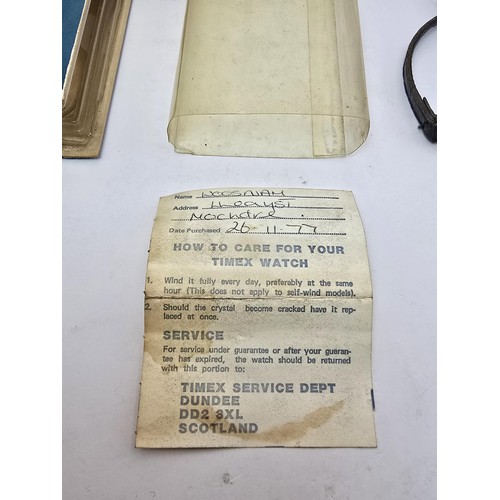 Name
Address
Mochdre.
Date Purchased 26-11-77
HOW TO CARE FOR YOUR
TIMEX WATCH
1. Wind it fully every day, preferably at the same
hour (This does not apply to self-wind models).
2. Should the crystal become cracked have it rep-
laced at once.
SERVICE
For service under guarantee or after your guaran-
tee has expired, the watch should be returned
with this portion to:
TIMEX SERVICE DEPT
DUNDEE
DD2 3XL
SCOTLAND